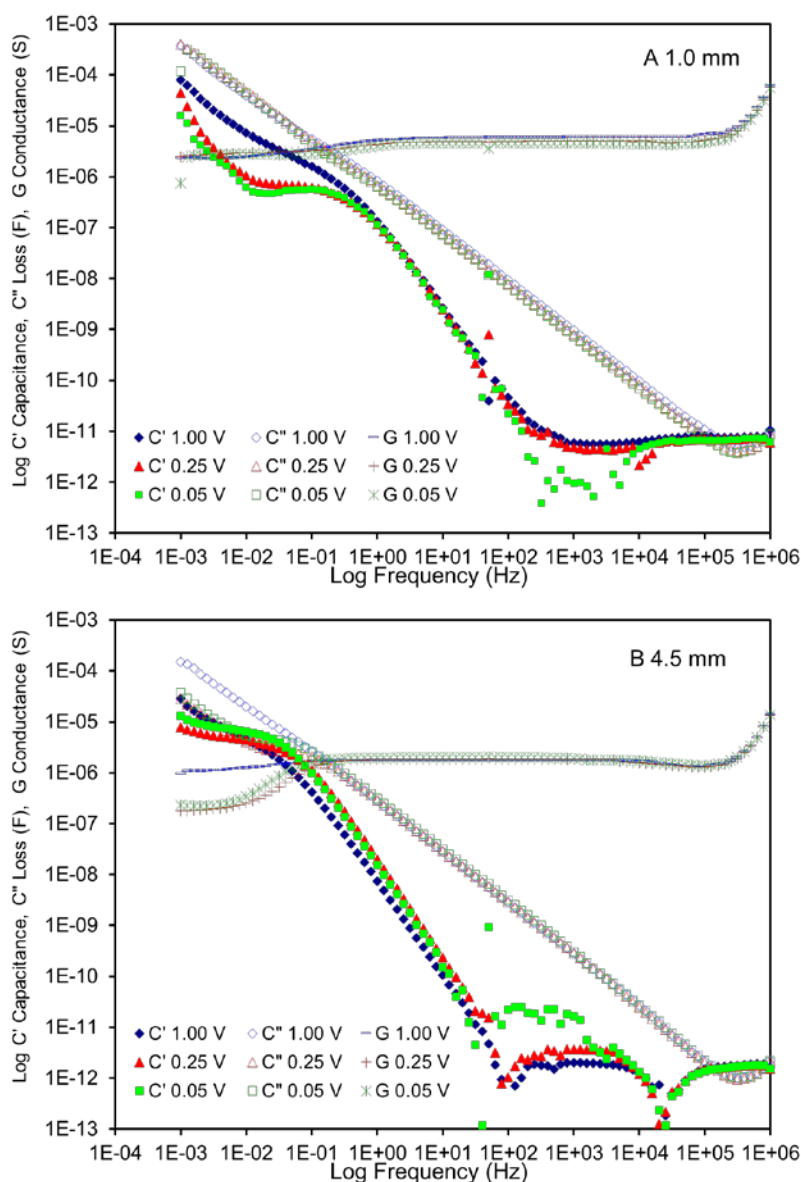 1E-03
A 1.0 mm
1E-04
1E-05
1E-06
1E-07
1E-08
1E-09
1E-10
1E-11
1E-12
1E-13
Log C' Capacitance, C" Loss (F), G Conductance (S)
C' 1.00 V C" 1.00 V G 1.00 V
C' 0.25 V C" 0.25 V G 0.25 V
C' 0.05 V C" 0.05 V G 0.05 V
1E-04 1E-03 1E-02 1E-01 1E+00 1E+01 1E+02 1E+03 1E+04 1E+05 1E+06
Log Frequency (Hz)
1E-03
B 4.5 mm
1E-04
1E-05
1E-06
1E-07
1E-08
1E-09
1E-10
1E-11
1E-12
1E-13
Log C' Capacitance, C" Loss (F), G Conductance (S)
C' 1.00 V C" 1.00 V G 1.00 V
C' 0.25 V C" 0.25 V G 0.25 V
C' 0.05 V C" 0.05 V G 0.05 V
1E-04 1E-03 1E-02 1E-01 1E+00 1E+01 1E+02 1E+03 1E+04 1E+05 1E+06
Log Frequency (Hz)